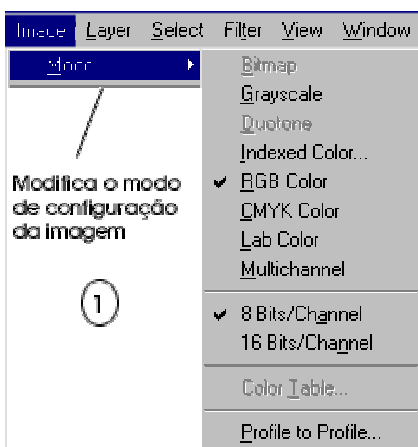 Image Layer Select Filter View Window
Mode
Bitmap
Grayscale
Duotone
Indexed Color...
RGB Color
CMYK Color
Lab Color
Multichannel
8 Bits/Channel
16 Bits/Channel
Color Table...
Profile to Profile...
Modifica o modo
de configuração
da imagem
1